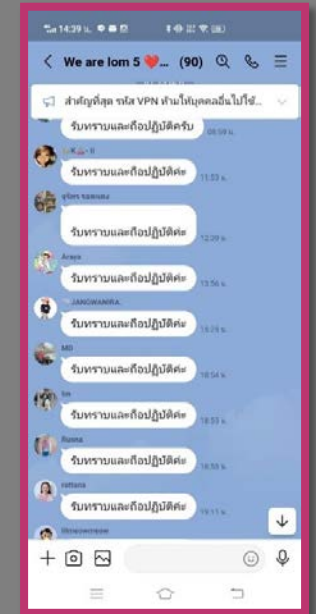 14:39 น.
We are lom 5 ❤️... (90)
สำคัญที่สุด รหัส VPN ห้ามให้บุคคลอื่นไปใช้...
รับทราบและถือปฏิบัติครับ
รับทราบและถือปฏิบัติค่ะ
11:53 น.
รับทราบและถือปฏิบัติค่ะ
12:29 น.
Araya
รับทราบและถือปฏิบัติค่ะ
13:56 น.
JANGWANWRA.
รับทราบและถือปฏิบัติค่ะ
MD
รับทราบและถือปฏิบัติค่ะ
18:04 น.
รับทราบและถือปฏิบัติค่ะ
18:53 น.
รับทราบและถือปฏิบัติค่ะ
18:55 น.
rattana
รับทราบและถือปฏิบัติค่ะ
19:11 น.